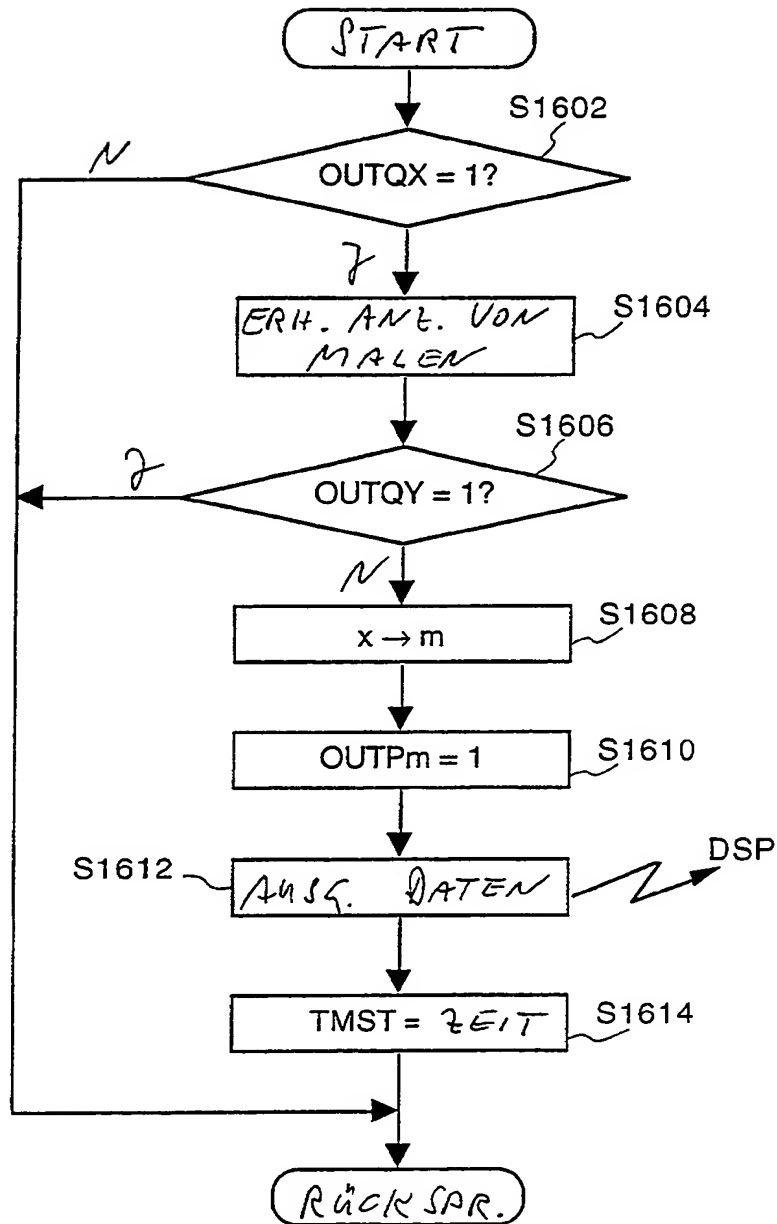 START
S1602
N
OUTQX = 1?
J
ERH. ANZ. VON
MALEN
S1604
S1606
J
OUTQY = 1?
N
S1608
x → m
OUTPm = 1
S1610
S1612
AUSG. DATEN
DSP
TMST = ZEIT
S1614
RÜCKSPR.